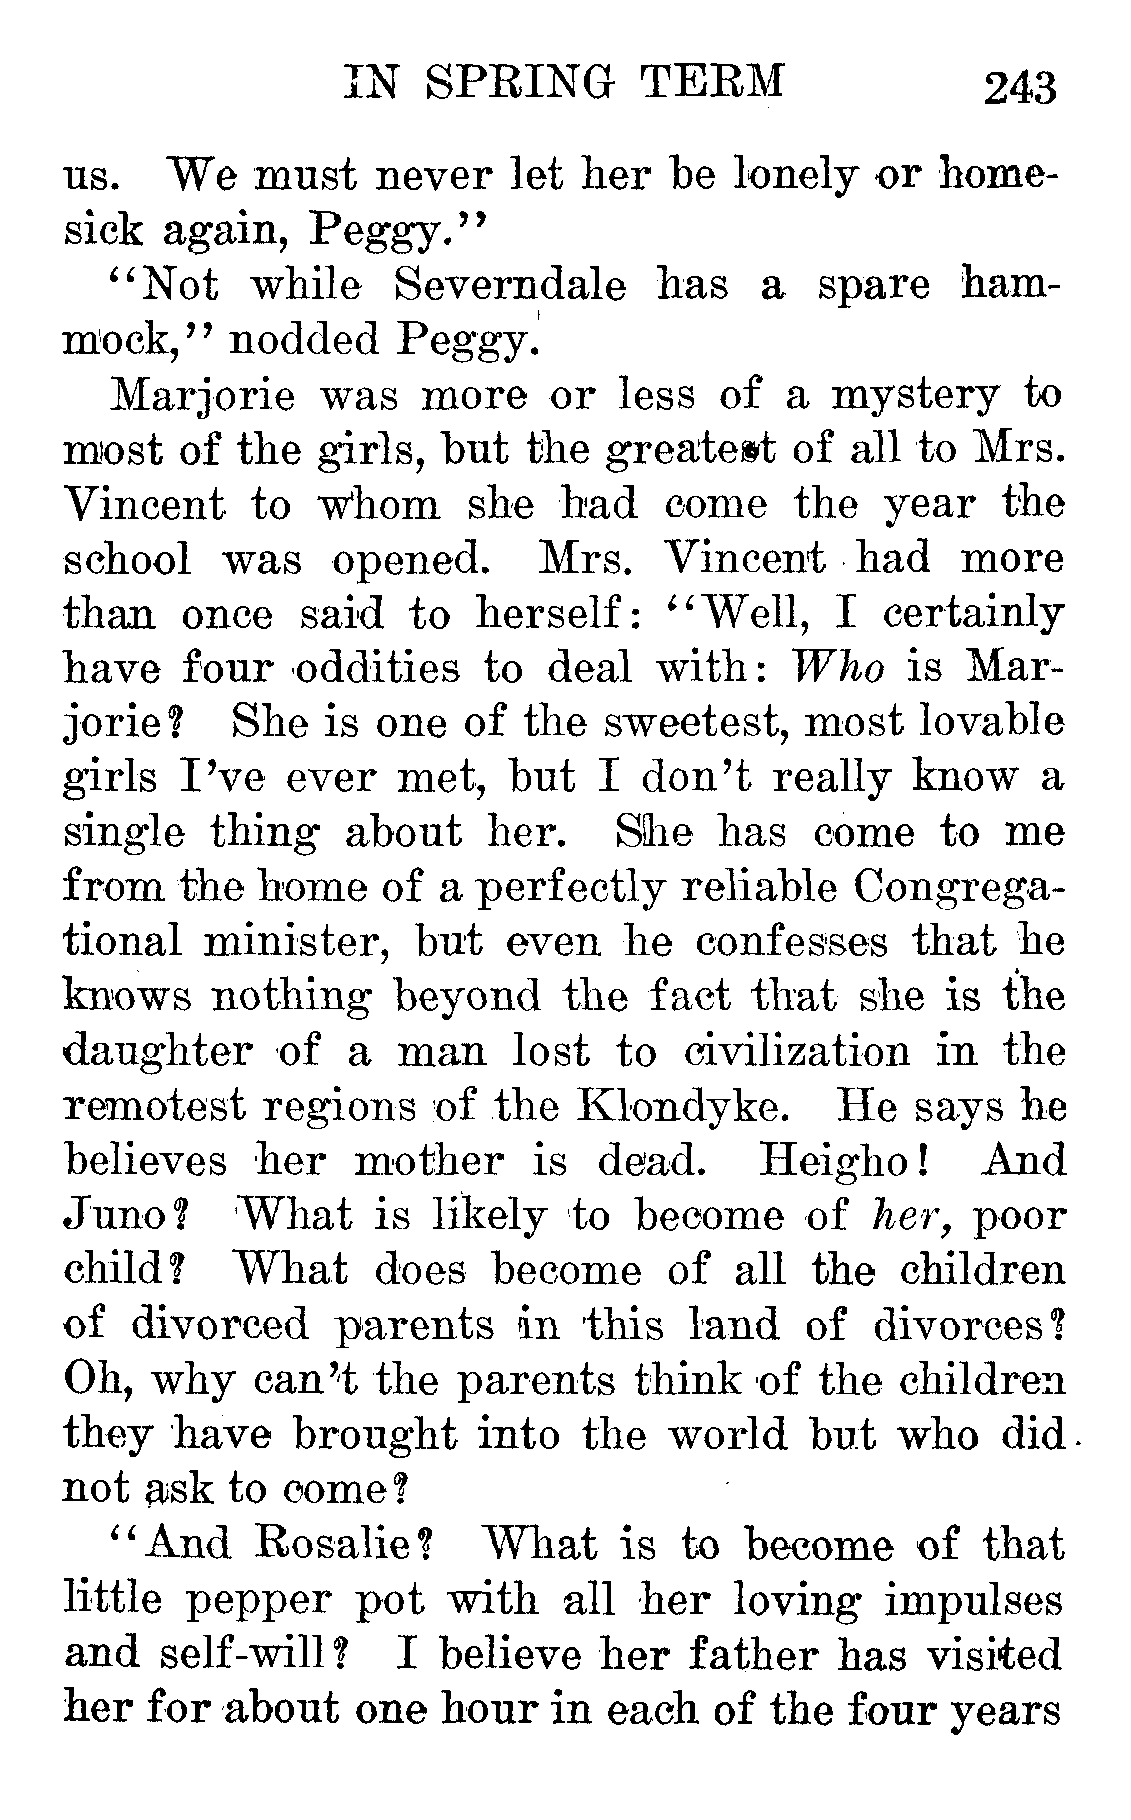 IN SPRING TERM 243
us. We must never let her be lonely or home-
sick again, Peggy."
"Not while Severndale has a spare ham-
mock," nodded Peggy.
Marjorie was more or less of a mystery to
most of the girls, but the greatest of all to Mrs.
Vincent to whom she had come the year the
school was opened. Mrs. Vincent had more
than once said to herself: "Well, I certainly
have four oddities to deal with: Who is Mar-
jorie? She is one of the sweetest, most lovable
girls I've ever met, but I don't really know a
single thing about her. She has come to me
from the home of a perfectly reliable Congrega-
tional minister, but even he confesses that he
knows nothing beyond the fact that she is the
daughter of a man lost to civilization in the
remotest regions of the Klondyke. He says he
believes her mother is dead. Heigho! And
Juno? What is likely to become of her, poor
child? What does become of all the children
of divorced parents in this land of divorces?
Oh, why can't the parents think of the children
they have brought into the world but who did
not ask to come?
"And Rosalie? What is to become of that
little pepper pot with all her loving impulses
and self-will? I believe her father has visited
her for about one hour in each of the four years